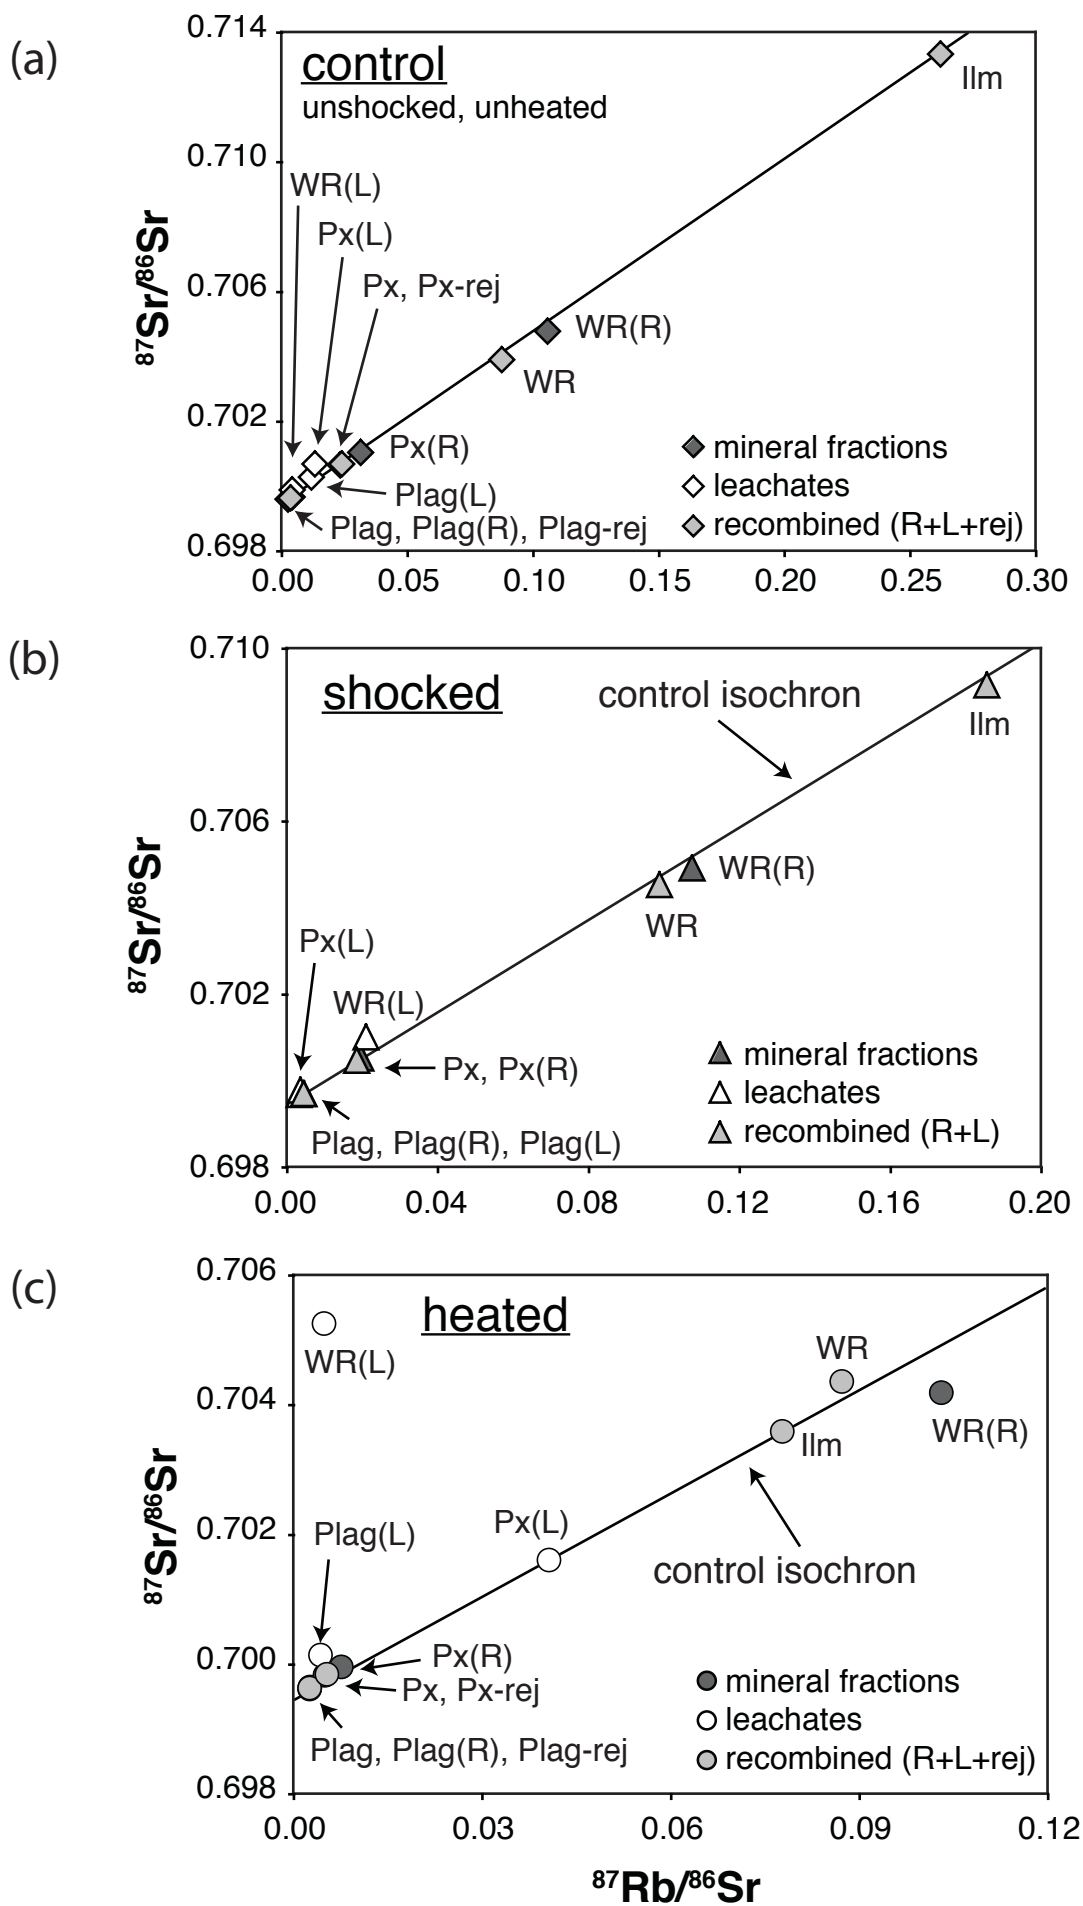 (a)
0.714
0.710
0.706
0.702
0.698
87Sr/86Sr
control
unshocked, unheated
WR(L)
Px(L)
Px, Px-rej
Ilm
WR(R)
WR
Px(R)
Plag(L)
Plag, Plag(R), Plag-rej
mineral fractions
leachates
recombined (R+L+rej)
0.00 0.05 0.10 0.15 0.20 0.25 0.30
(b)
0.710
0.706
0.702
0.698
87Sr/86Sr
shocked
control isochron
Ilm
WR(R)
WR
Px(L)
WR(L)
Px, Px(R)
Plag, Plag(R), Plag(L)
mineral fractions
leachates
recombined (R+L)
0.00 0.04 0.08 0.12 0.16 0.20
(c)
0.706
0.704
0.702
0.700
0.698
87Sr/86Sr
heated
WR(L)
WR
WR(R)
Ilm
Px(L)
Plag(L)
control isochron
Px(R)
Px, Px-rej
Plag, Plag(R), Plag-rej
mineral fractions
leachates
recombined (R+L+rej)
0.00 0.03 0.06 0.09 0.12
87Rb/86Sr